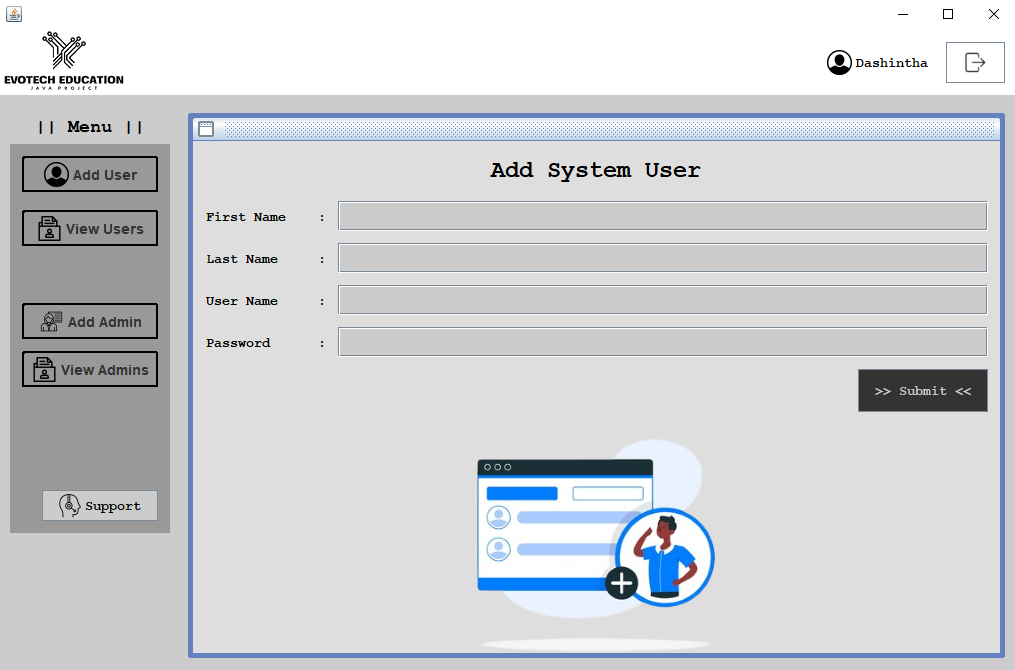 EVOTECH EDUCATION
JAVA PROJECT
Dashintha
|| Menu ||
Add User
View Users
Add Admin
View Admins
Support
Add System User
First Name :
Last Name :
User Name :
Password :
>> Submit <<